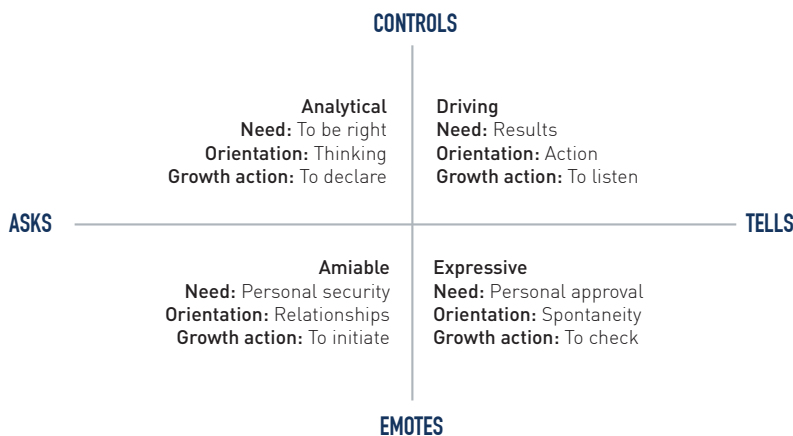 CONTROLS
Analytical
Need: To be right
Orientation: Thinking
Growth action: To declare
Driving
Need: Results
Orientation: Action
Growth action: To listen
ASKS
TELLS
Amiable
Need: Personal security
Orientation: Relationships
Growth action: To initiate
Expressive
Need: Personal approval
Orientation: Spontaneity
Growth action: To check
EMOTES